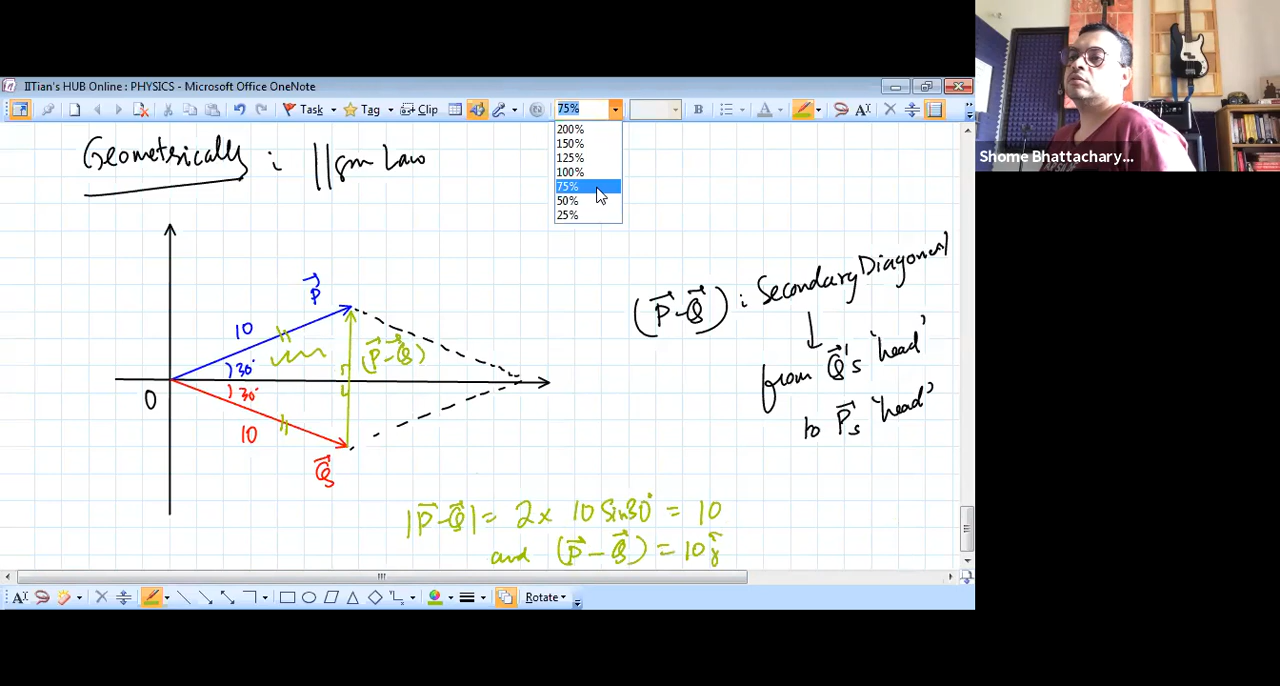 IITian's HUB Online : PHYSICS - Microsoft Office OneNote
Task Tag Clip 75% B A
200%
150%
125%
100%
75%
50%
25%
Shome Bhattachary...
Geometrically : ||gm Law
P⃗
10
30°
(P⃗-Q⃗)
O
30°
10
Q⃗
(P⃗-Q⃗) : Secondary Diagonal
from Q⃗'s 'head'
to P⃗s 'head'
|P⃗-Q⃗| = 2 x 10 Sin30° = 10
and (P⃗ - Q⃗) = 10 ĵ
Rotate